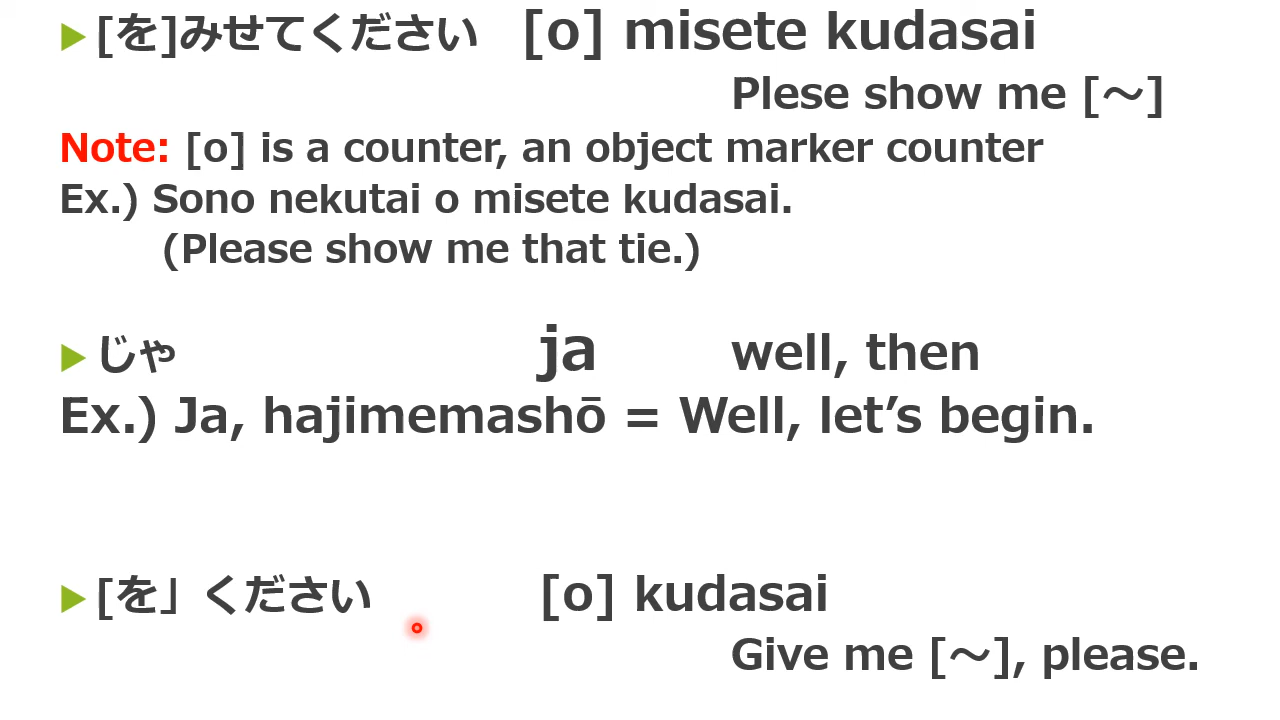 [を]みせてください [o] misete kudasai
Plese show me [～]
Note: [o] is a counter, an object marker counter
Ex.) Sono nekutai o misete kudasai.
(Please show me that tie.)
じゃ ja well, then
Ex.) Ja, hajimemashō = Well, let’s begin.
[を」ください [o] kudasai
Give me [～], please.